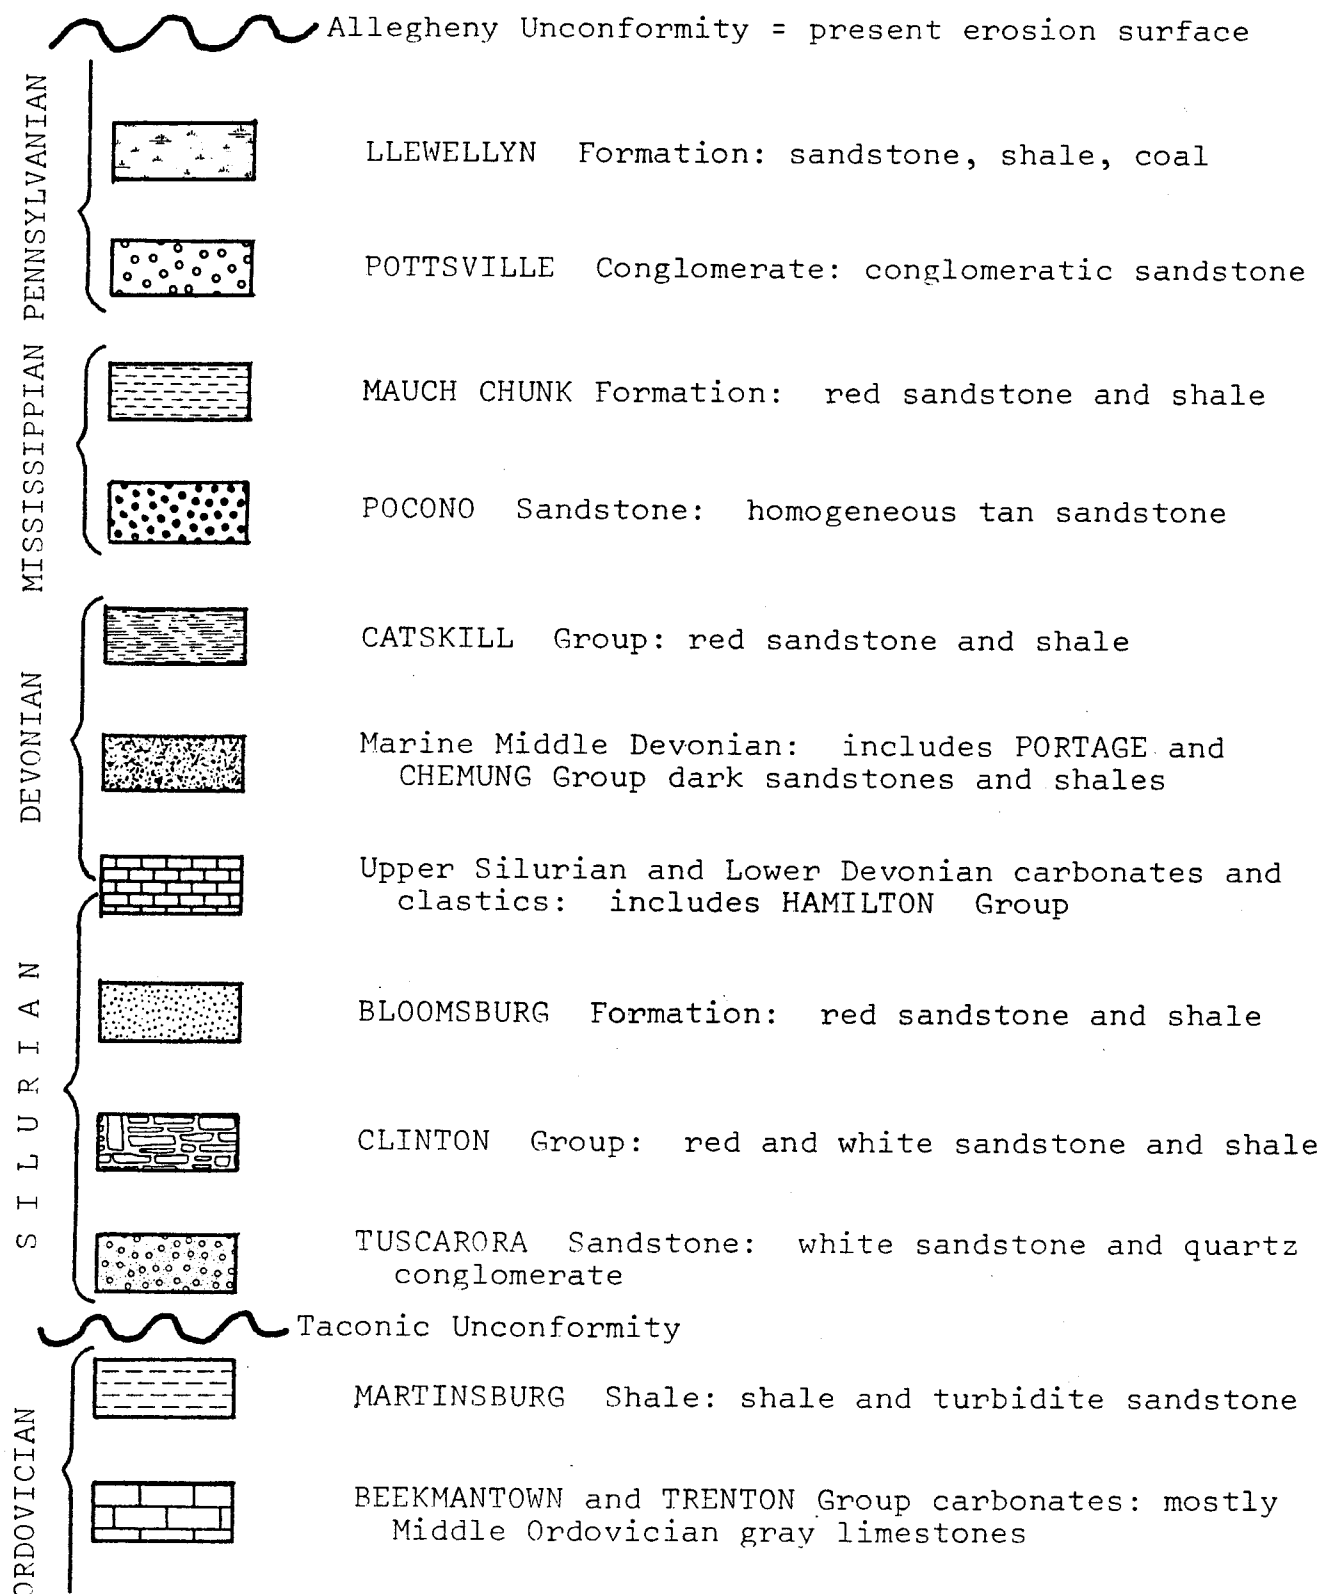 Allegheny Unconformity = present erosion surface
PENNSYLVANIAN
LLEWELLYN Formation: sandstone, shale, coal
POTTSVILLE Conglomerate: conglomeratic sandstone
MISSISSIPPIAN
MAUCH CHUNK Formation: red sandstone and shale
POCONO Sandstone: homogeneous tan sandstone
DEVONIAN
CATSKILL Group: red sandstone and shale
Marine Middle Devonian: includes PORTAGE and
CHEMUNG Group dark sandstones and shales
Upper Silurian and Lower Devonian carbonates and
clastics: includes HAMILTON Group
SILURIAN
BLOOMSBURG Formation: red sandstone and shale
CLINTON Group: red and white sandstone and shale
TUSCARORA Sandstone: white sandstone and quartz
conglomerate
Taconic Unconformity
ORDOVICIAN
MARTINSBURG Shale: shale and turbidite sandstone
BEEKMANTOWN and TRENTON Group carbonates: mostly
Middle Ordovician gray limestones